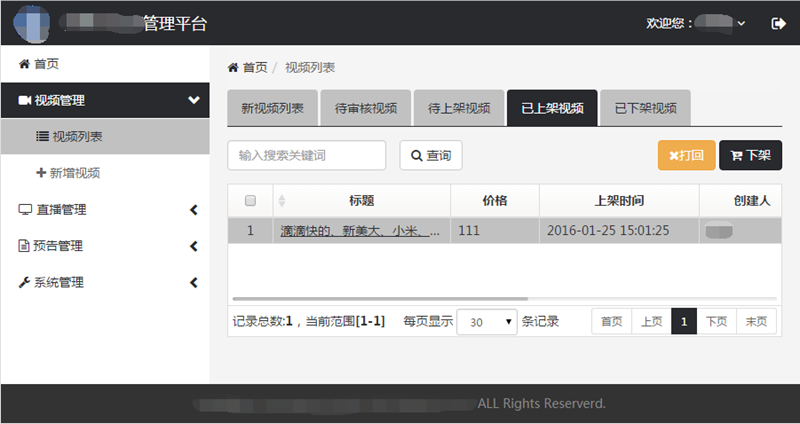 管理平台
欢迎您：
首页
视频管理
视频列表
新增视频
直播管理
预告管理
系统管理
首页 / 视频列表
新视频列表 待审核视频 待上架视频 已上架视频 已下架视频
输入搜索关键词 查询 打回 下架
标题 价格 上架时间 创建人
1 滴滴快的、新美大、小米、... 111 2016-01-25 15:01:25
记录总数:1，当前范围[1-1] 每页显示 30 条记录 首页 上页 1 下页 末页
ALL Rights Reserverd.